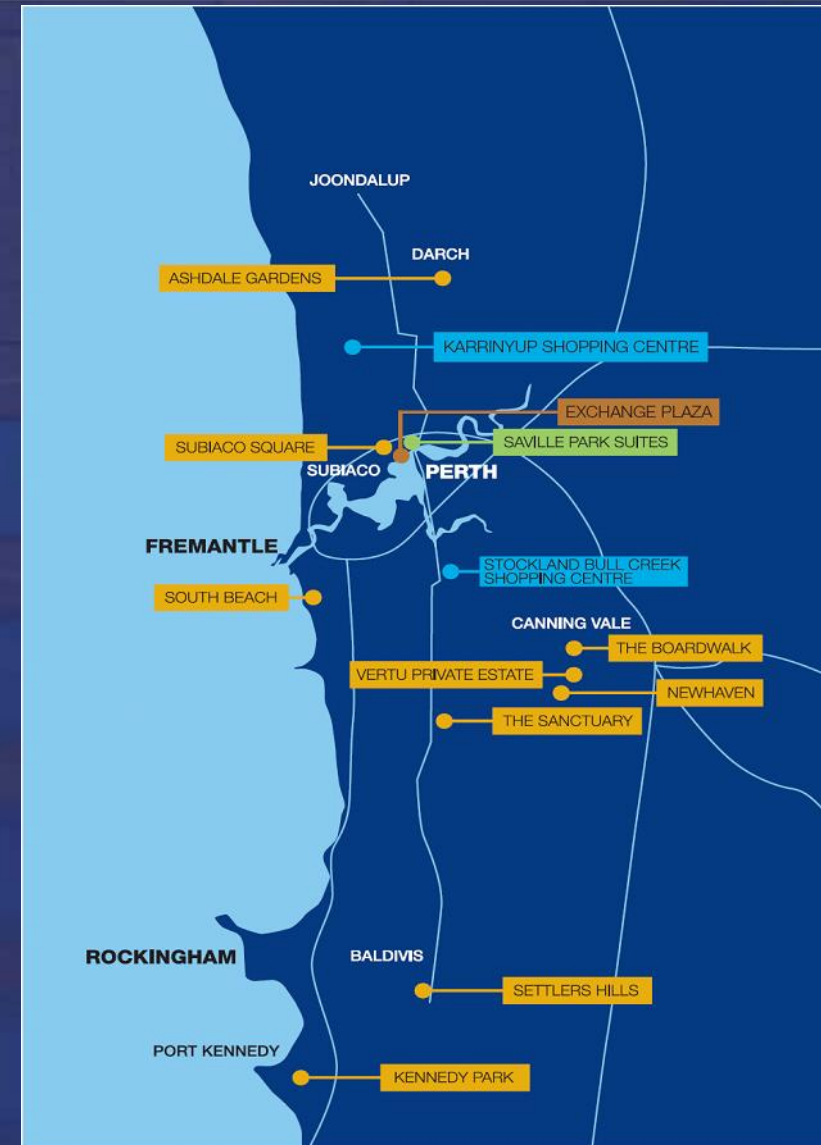 JOONDALUP
DARCH
ASHDALE GARDENS
KARRINYUP SHOPPING CENTRE
EXCHANGE PLAZA
SUBIACO SQUARE
SAVILLE PARK SUITES
SUBIACO
PERTH
FREMANTLE
STOCKLAND BULL CREEK
SHOPPING CENTRE
SOUTH BEACH
CANNING VALE
THE BOARDWALK
VERTU PRIVATE ESTATE
NEWHAVEN
THE SANCTUARY
ROCKINGHAM
BALDIVIS
SETTLERS HILLS
PORT KENNEDY
KENNEDY PARK